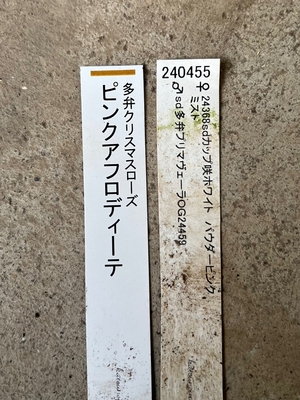 多弁クリスマスローズ
ピンクアフロディーテ
240455
♀24368sdカップ咲ホワイト パウダーピンク
ミスト
♂sd多弁プリマヴェーラOG24459